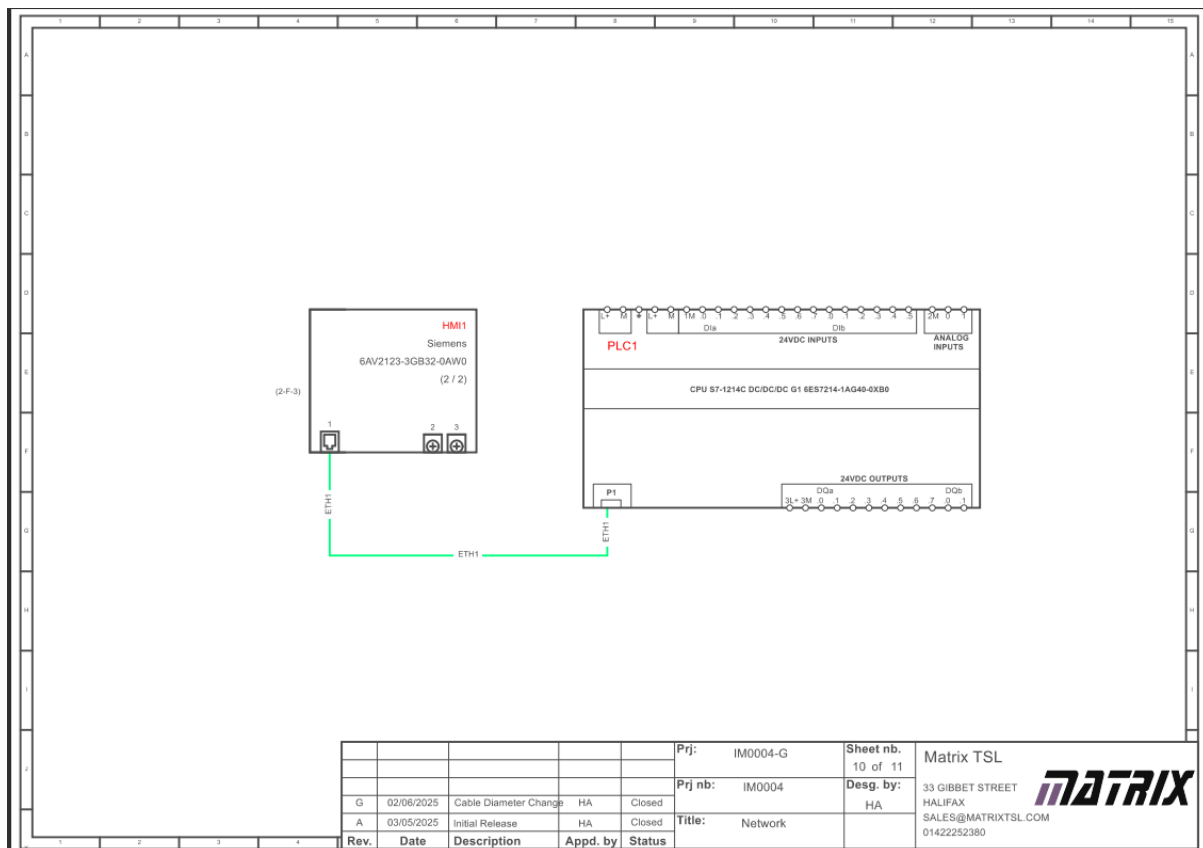 1 2 3 4 5 6 7 8 9 10 11 12 13 14 15
A A
B B
C C
D D
E E
F F
G G
H H
I I
J J
HMI1
Siemens
6AV2123-3GB32-0AW0
(2 / 2)
(2-F-3)
1 2 3
L+ M L+ M 1M .0 .1 .2 .3 .4 .5 .6 .7 .0 .1 .2 .3 .4 .5 2M 0 1
DIa DIb
PLC1
24VDC INPUTS
ANALOG
INPUTS
CPU S7-1214C DC/DC/DC G1 6ES7214-1AG40-0XB0
24VDC OUTPUTS
P1
DQa DQb
3L+ 3M .0 .1 .2 .3 .4 .5 .6 .7 .0 .1
ETH1
ETH1
ETH1
G 02/06/2025 Cable Diameter Change HA Closed
A 03/05/2025 Initial Release HA Closed
Rev. Date Description Appd. by Status
Prj: IM0004-G
Prj nb: IM0004
Title: Network
Sheet nb.
10 of 11
Desg. by:
HA
Matrix TSL
33 GIBBET STREET
HALIFAX
SALES@MATRIXTSL.COM
01422252380
MATRIX
1 2 3 4